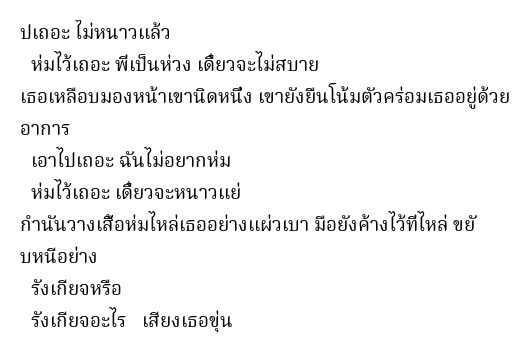 ปเถอะ ไม่หนาวแล้ว
ห่มไว้เถอะ พี่เป็นห่วง เดี๋ยวจะไม่สบาย
เธอเหลือบมองหน้าเขานิดหนึ่ง เขายังยืนโน้มตัวคร่อมเธออยู่ด้วย
อาการ
เอาไปเถอะ ฉันไม่อยากห่ม
ห่มไว้เถอะ เดี๋ยวจะหนาวแย่
กำนันวางเสื้อห่มไหล่เธออย่างแผ่วเบา มือยังค้างไว้ที่ไหล่ ขยั
บหนีอย่าง
รังเกียจหรือ
รังเกียจอะไร เสียงเธอขุ่น